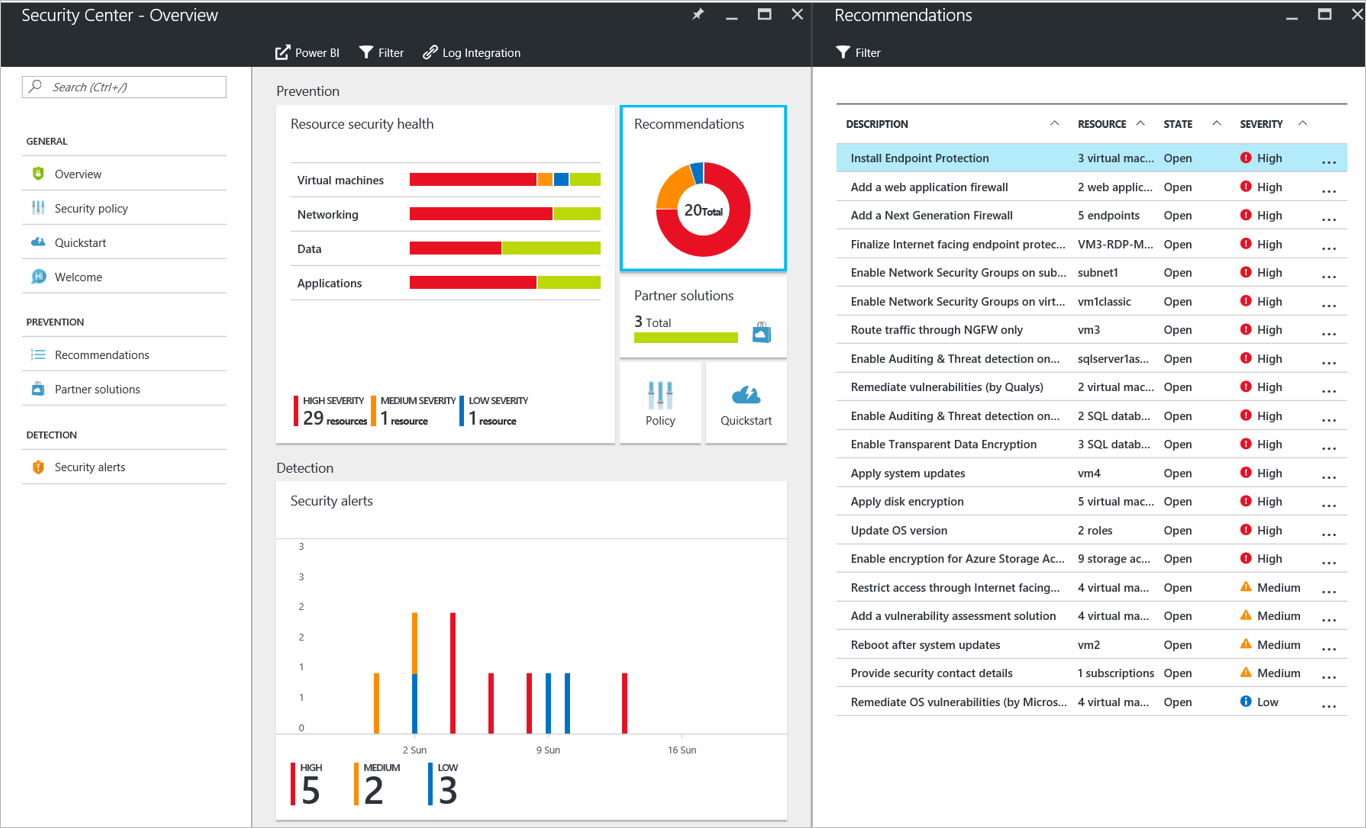 Security Center - Overview
Power BI
Filter
Log Integration
Search (Ctrl+/)
GENERAL
Overview
Security policy
Quickstart
Hi
Welcome
PREVENTION
Recommendations
Partner solutions
DETECTION
Security alerts
Prevention
Resource security health
Virtual machines
Networking
Data
Applications
HIGH SEVERITY
29 resources
MEDIUM SEVERITY
1 resource
LOW SEVERITY
1 resource
Recommendations
20 Total
Partner solutions
3 Total
Policy
Quickstart
Detection
Security alerts
3
3
2
2
1
1
0
2 Sun
9 Sun
16 Sun
HIGH
5
MEDIUM
2
LOW
3
Recommendations
Filter
DESCRIPTION RESOURCE STATE SEVERITY
Install Endpoint Protection 3 virtual mac... Open High ...
Add a web application firewall 2 web applic... Open High ...
Add a Next Generation Firewall 5 endpoints Open High ...
Finalize Internet facing endpoint protec... VM3-RDP-M... Open High ...
Enable Network Security Groups on sub... subnet1 Open High ...
Enable Network Security Groups on virt... vm1classic Open High ...
Route traffic through NGFW only vm3 Open High ...
Enable Auditing & Threat detection on... sqlserver1as... Open High ...
Remediate vulnerabilities (by Qualys) 2 virtual mac... Open High ...
Enable Auditing & Threat detection on... 2 SQL datab... Open High ...
Enable Transparent Data Encryption 3 SQL datab... Open High ...
Apply system updates vm4 Open High ...
Apply disk encryption 5 virtual mac... Open High ...
Update OS version 2 roles Open High ...
Enable encryption for Azure Storage Ac... 9 storage ac... Open High ...
Restrict access through Internet facing... 4 virtual ma... Open Medium ...
Add a vulnerability assessment solution 4 virtual ma... Open Medium ...
Reboot after system updates vm2 Open Medium ...
Provide security contact details 1 subscriptions Open Medium ...
Remediate OS vulnerabilities (by Micros... 4 virtual ma... Open Low ...